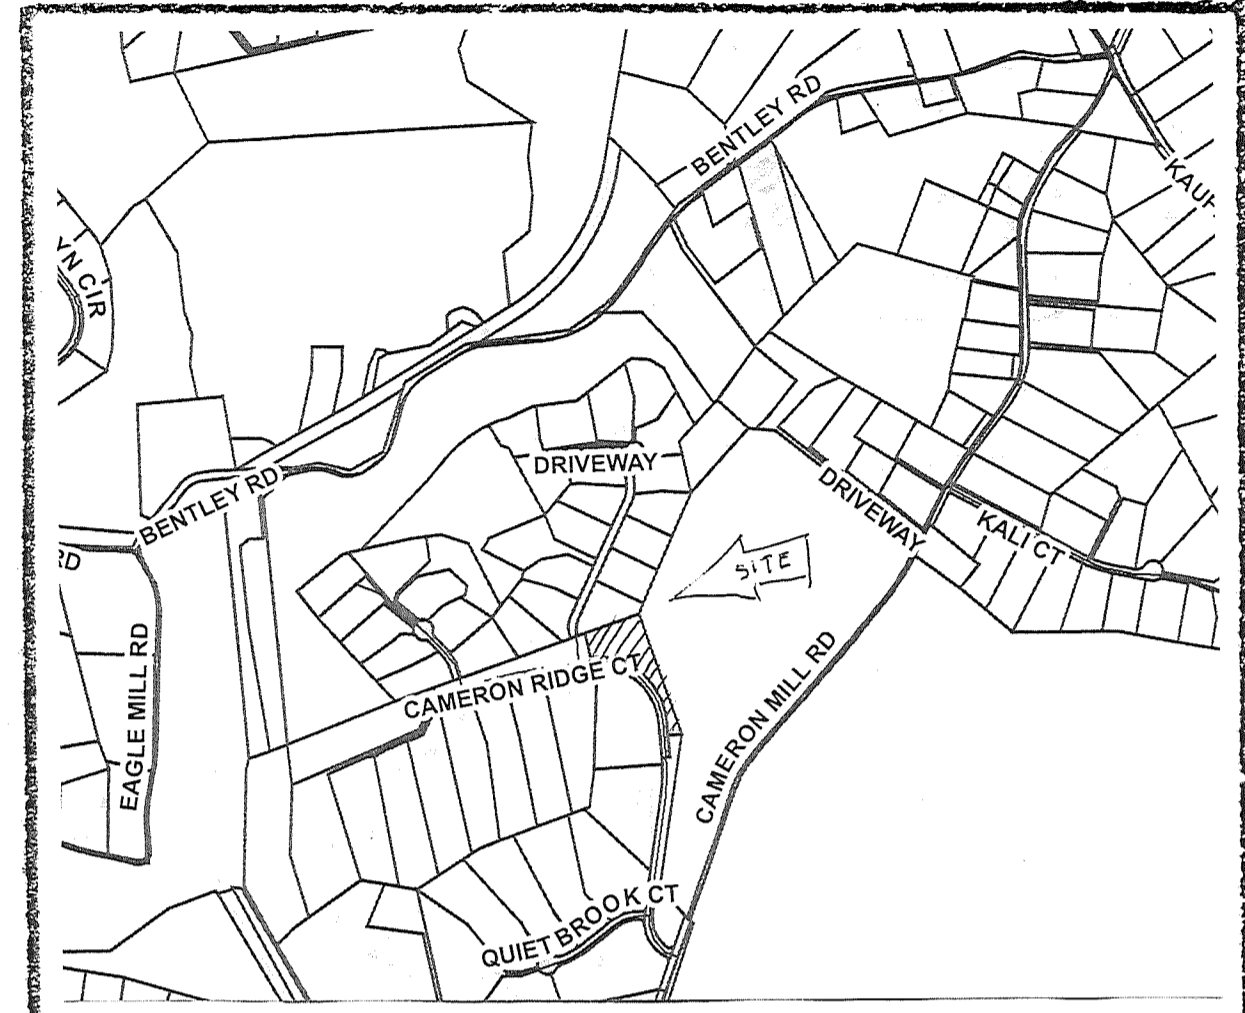 BENTLEY RD
KAUF
YN CIR
DRIVEWAY
DRIVEWAY
BENTLEY RD
KALI CT
RD
SITE
EAGLE MILL RD
CAMERON RIDGE CT
CAMERON MILL RD
QUIET BROOK CT